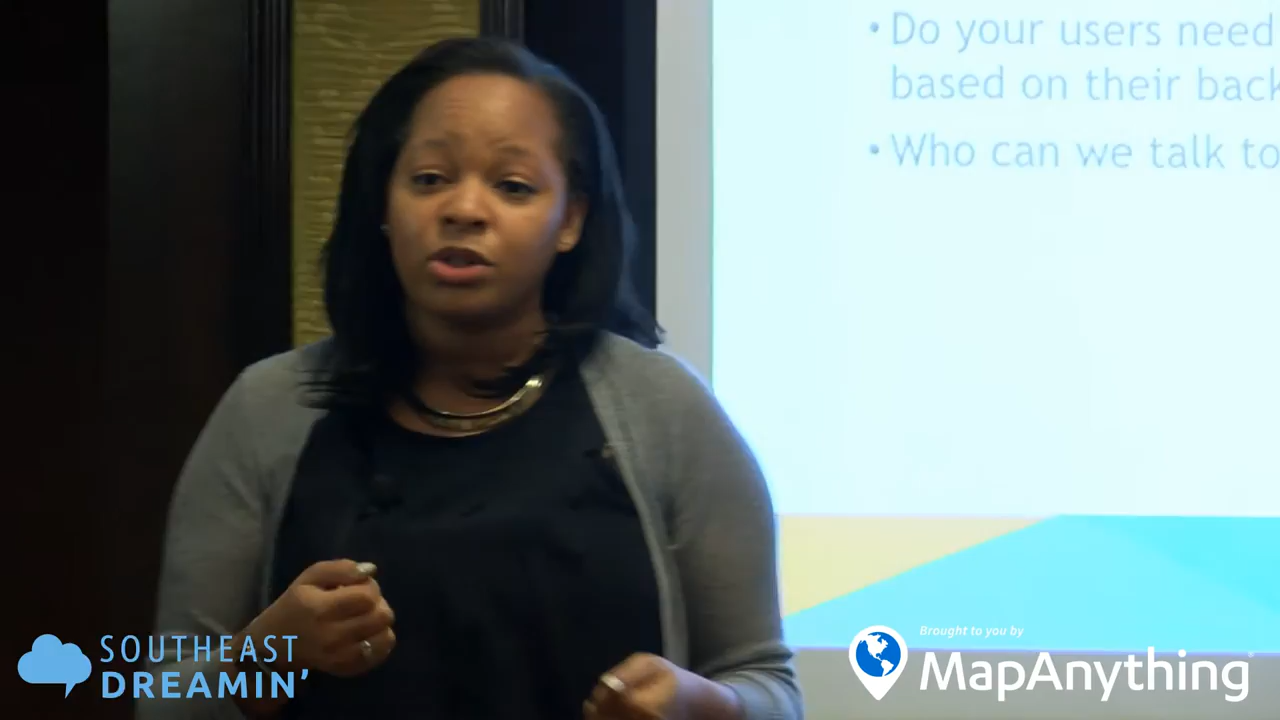 • Do your users need
based on their back
• Who can we talk to
SOUTHEAST
DREAMIN'
Brought to you by
MapAnything